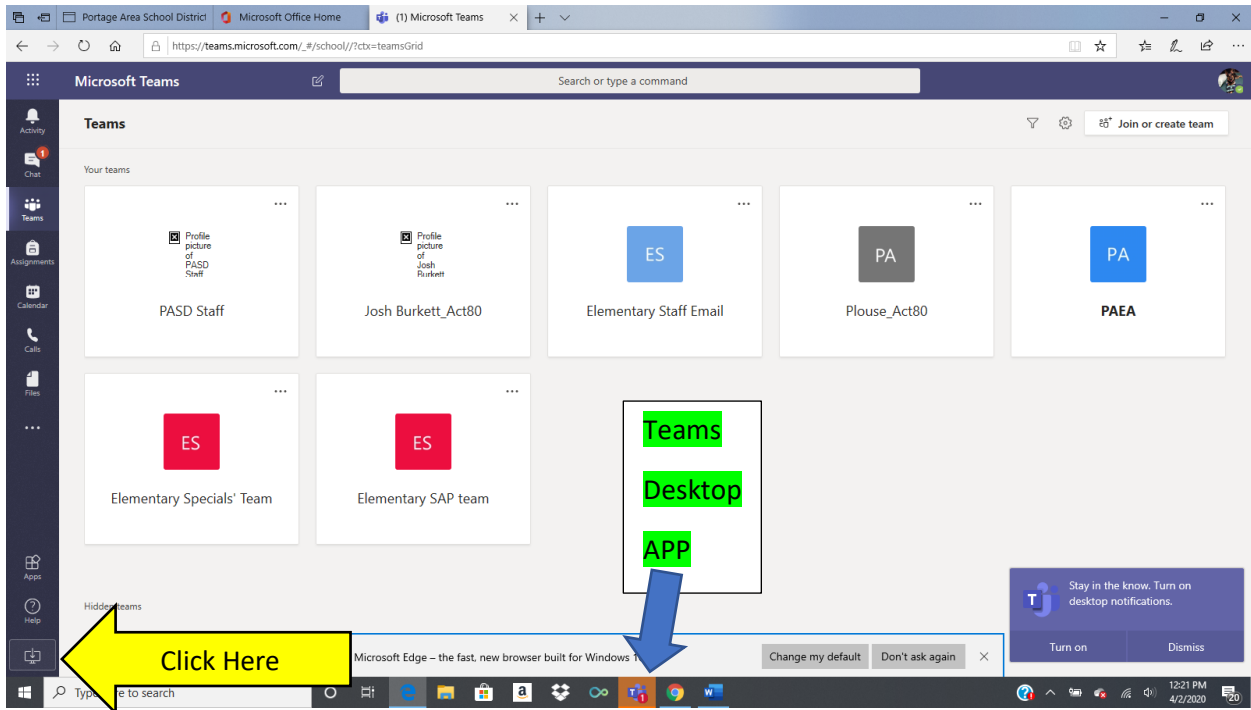 Portage Area School District
Microsoft Office Home
(1) Microsoft Teams
https://teams.microsoft.com/_#/school//?ctx=teamsGrid
Microsoft Teams
Search or type a command
Activity
1
Chat
Teams
Assignments
Calendar
Calls
Files
Apps
Help
Teams
Join or create team
Your teams
Profile
picture
of
PASD
Staff
PASD Staff
Profile
picture
of
Josh
Burkett
Josh Burkett_Act80
ES
Elementary Staff Email
PA
Plouse_Act80
PA
PAEA
ES
Elementary Specials' Team
ES
Elementary SAP team
Teams
Desktop
APP
Hidden teams
Click Here
Microsoft Edge – the fast, new browser built for Windows
Change my default
Don't ask again
T
Stay in the know. Turn on
desktop notifications.
Turn on
Dismiss
to search
a
1
W
12:21 PM
4/2/2020
20